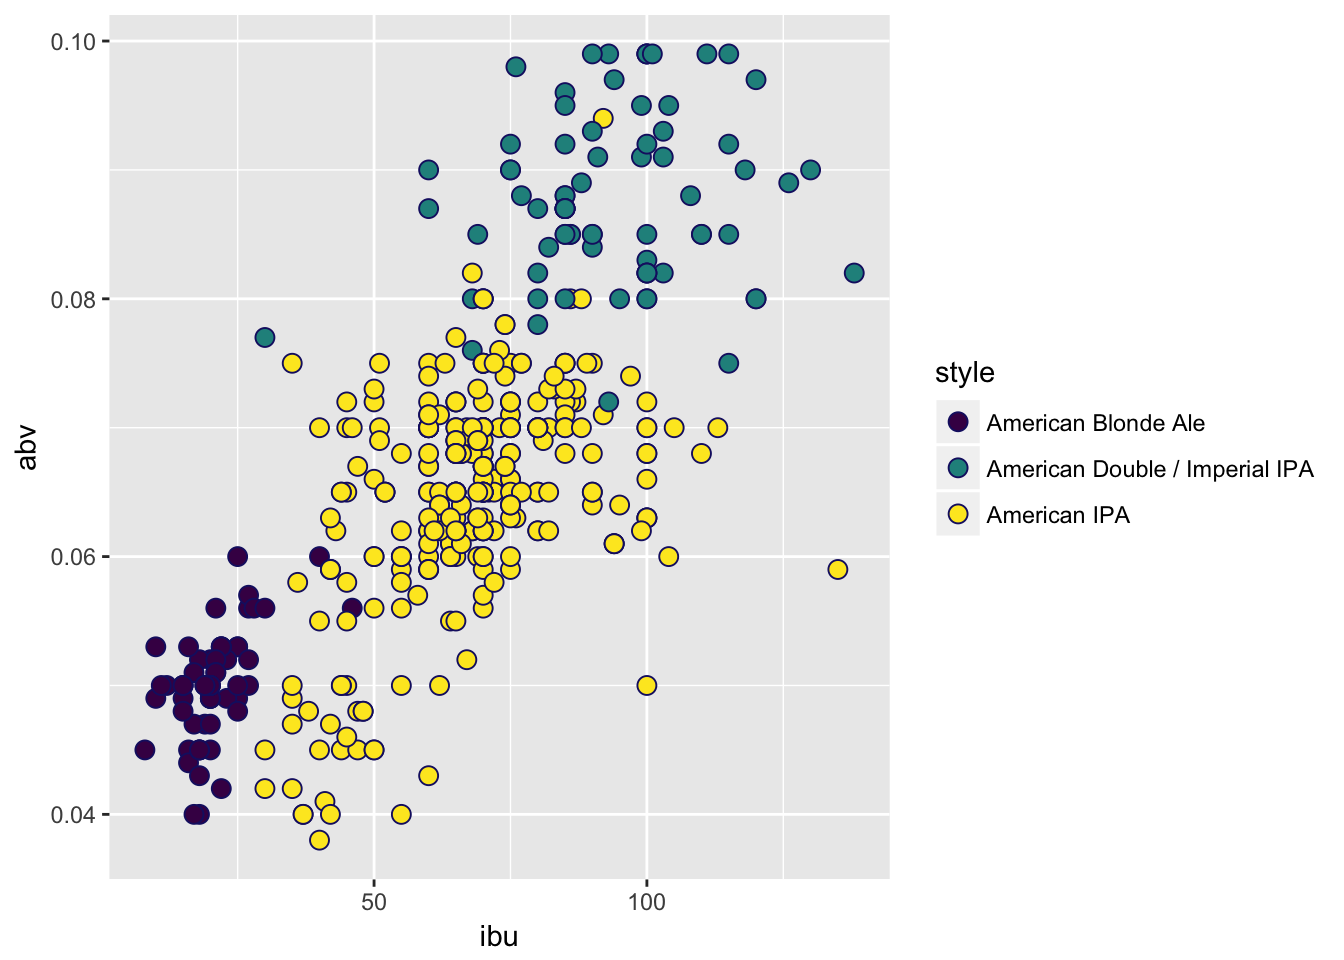 0.10
0.08
0.06
0.04
abv
50
100
ibu
style
American Blonde Ale
American Double / Imperial IPA
American IPA